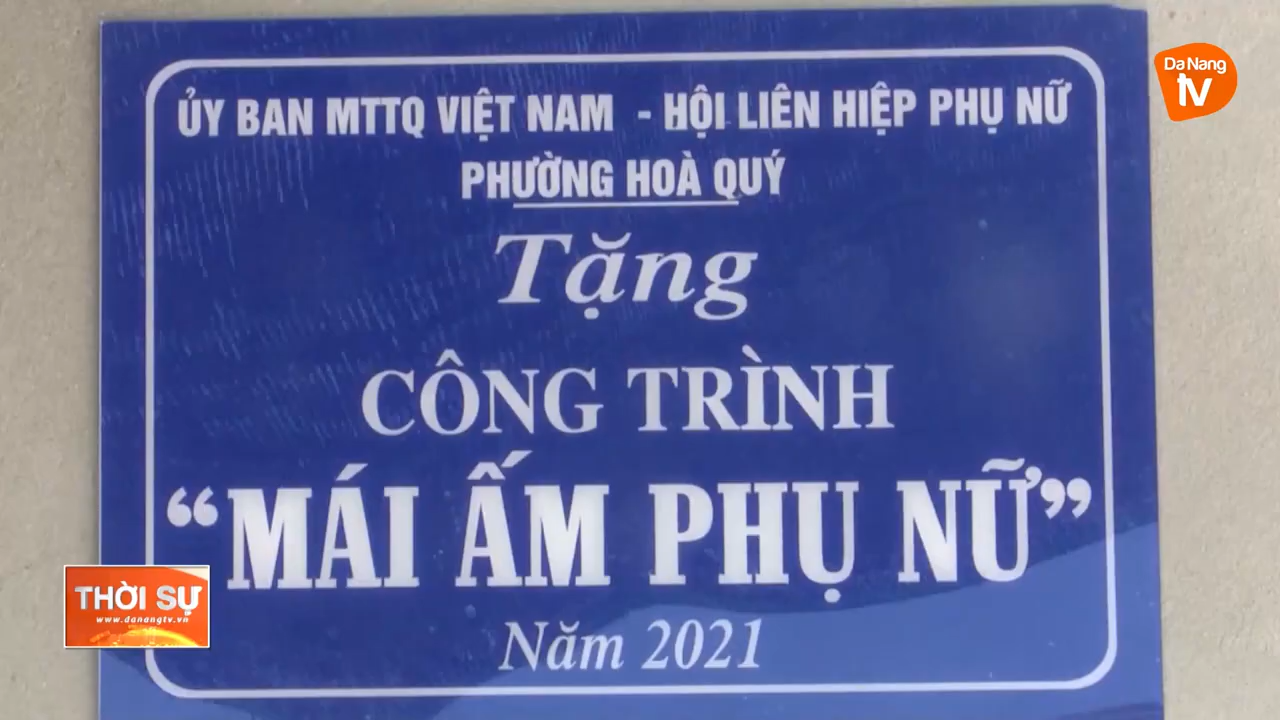 Da Nang
tv
ỦY BAN MTTQ VIỆT NAM - HỘI LIÊN HIỆP PHỤ NỮ
PHƯỜNG HOÀ QUÝ
Tặng
CÔNG TRÌNH
“MÁI ẤM PHỤ NỮ”
Năm 2021
THỜI SỰ
www.danangtv.vn